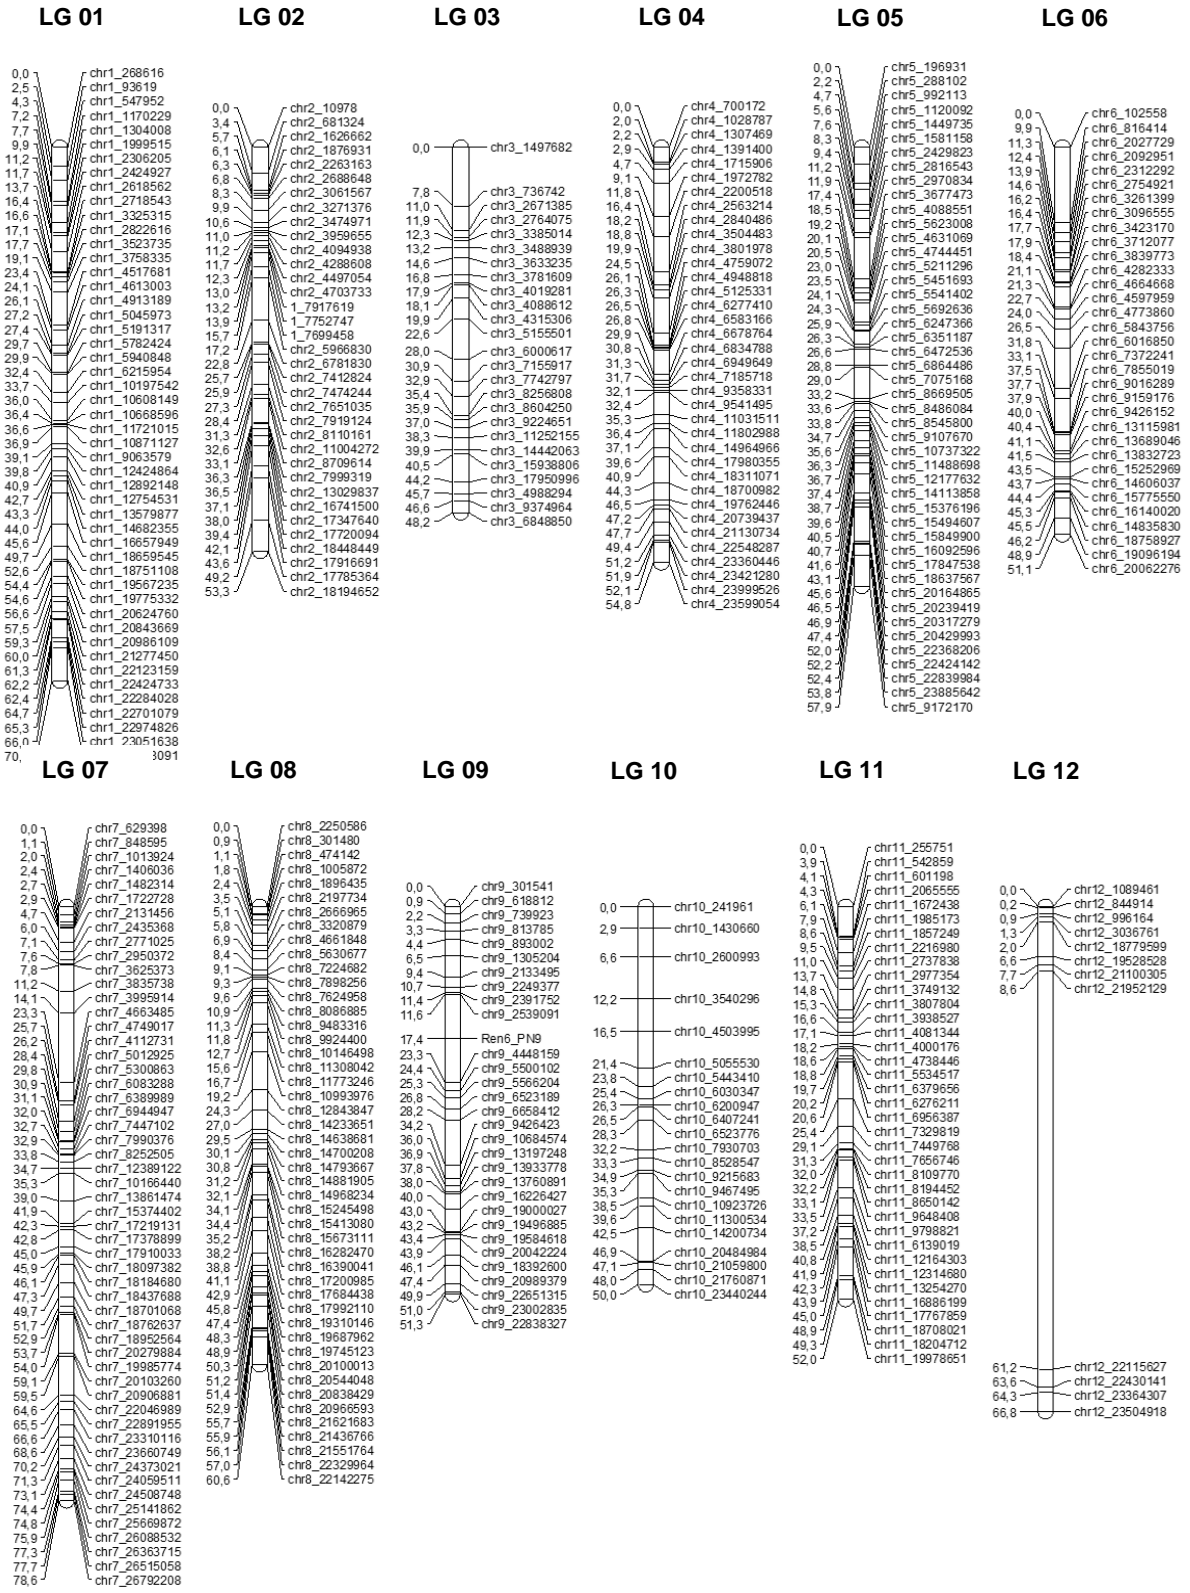 LG 01
0,0 chr1_268616
2,5 chr1_93619
4,3 chr1_547952
7,2 chr1_1170229
7,7 chr1_1304008
9,9 chr1_1999515
11,2 chr1_2306205
11,7 chr1_2424927
13,7 chr1_2618562
16,4 chr1_2718543
16,6 chr1_3325315
17,1 chr1_2822616
17,7 chr1_3523735
19,1 chr1_3758335
23,4 chr1_4517681
24,1 chr1_4613003
26,1 chr1_4913189
27,2 chr1_5045973
27,4 chr1_5191317
29,7 chr1_5782424
29,9 chr1_5940848
32,4 chr1_6215954
33,7 chr1_10197542
36,0 chr1_10608149
36,4 chr1_10668596
36,6 chr1_11721015
36,9 chr1_10871127
39,1 chr1_9063579
39,8 chr1_12424864
40,9 chr1_12892148
42,7 chr1_12754531
43,3 chr1_13579877
44,0 chr1_14682355
45,6 chr1_16657949
49,7 chr1_18659545
52,6 chr1_18751108
54,4 chr1_19567235
54,6 chr1_19775332
56,6 chr1_20624760
57,5 chr1_20843669
59,3 chr1_20986109
60,0 chr1_21277450
61,3 chr1_22123159
62,2 chr1_22424733
62,4 chr1_22284028
64,7 chr1_22701079
65,3 chr1_22974826
66,0 chr1_23051638
70, 3091
LG 02
0,0 chr2_10978
3,4 chr2_681324
5,7 chr2_1626662
6,1 chr2_1876931
6,3 chr2_2263163
6,8 chr2_2688648
8,3 chr2_3061567
9,9 chr2_3271376
10,6 chr2_3474971
11,0 chr2_3959655
11,2 chr2_4094938
11,7 chr2_4288608
12,3 chr2_4497054
13,0 chr2_4703733
13,2 1_7917619
13,9 1_7752747
15,7 1_7699458
17,2 chr2_5966830
22,8 chr2_6781830
25,7 chr2_7412824
25,9 chr2_7474244
27,3 chr2_7651035
28,4 chr2_7919124
31,3 chr2_8110161
32,6 chr2_11004272
33,1 chr2_8709614
34,3 chr2_7999319
36,5 chr2_13029837
37,1 chr2_16741500
38,0 chr2_17347640
39,4 chr2_17720094
42,1 chr2_18448449
43,6 chr2_17916691
49,2 chr2_17785364
53,3 chr2_18194652
LG 03
0,0 chr3_1497682
7,8 chr3_736742
11,0 chr3_2671385
11,9 chr3_2764075
12,3 chr3_3385014
13,2 chr3_3488939
14,6 chr3_3633235
16,8 chr3_3781609
17,9 chr3_4019281
18,1 chr3_4088612
19,9 chr3_4315306
22,6 chr3_5155501
28,0 chr3_6000617
30,9 chr3_7155917
32,9 chr3_7742797
35,4 chr3_8256808
35,9 chr3_8604250
37,0 chr3_9224651
38,3 chr3_11252155
39,9 chr3_14442063
40,5 chr3_15938806
44,2 chr3_17950996
45,7 chr3_4988294
46,6 chr3_9374964
48,2 chr3_6848850
LG 04
0,0 chr4_700172
2,0 chr4_1028787
2,2 chr4_1307469
2,9 chr4_1391400
4,7 chr4_1715906
9,1 chr4_1972782
11,8 chr4_2200518
16,4 chr4_2563214
18,2 chr4_2840486
18,8 chr4_3504483
19,9 chr4_3801978
24,5 chr4_4759072
26,1 chr4_4948818
26,3 chr4_5125331
26,6 chr4_6277410
26,8 chr4_6583166
29,9 chr4_6678764
30,8 chr4_6834788
31,3 chr4_6949649
31,7 chr4_7185718
32,1 chr4_9358331
32,4 chr4_9541495
35,3 chr4_11031511
36,4 chr4_11802988
37,1 chr4_14964966
39,6 chr4_17980355
40,9 chr4_18311071
44,3 chr4_18700982
46,5 chr4_19762446
47,2 chr4_20739437
47,7 chr4_21130734
49,4 chr4_22548287
51,2 chr4_23360446
51,9 chr4_23421280
52,1 chr4_23999526
54,8 chr4_23599054
LG 05
0,0 chr5_196931
2,2 chr5_288102
4,7 chr5_992113
5,6 chr5_1120092
7,6 chr5_1449735
8,3 chr5_1581158
9,4 chr5_2429823
11,2 chr5_2816543
11,9 chr5_2970834
17,4 chr5_3677473
18,5 chr5_4088551
19,2 chr5_5623008
20,1 chr5_4631069
20,5 chr5_4744451
23,0 chr5_5211296
23,5 chr5_5451693
24,1 chr5_5541402
24,3 chr5_5692636
25,9 chr5_6247366
26,2 chr5_6351187
26,6 chr5_6472536
28,8 chr5_6864486
29,0 chr5_7075168
33,2 chr5_8669505
33,6 chr5_8486084
33,8 chr5_8545800
34,7 chr5_9107670
35,6 chr5_10737322
36,3 chr5_11488698
36,7 chr5_12177632
37,4 chr5_14113858
38,7 chr5_15376196
39,6 chr5_15494607
40,5 chr5_15849900
40,7 chr5_16092596
41,6 chr5_17847538
43,1 chr5_18637567
45,6 chr5_20164865
46,5 chr5_20239419
46,9 chr5_20317279
47,4 chr5_20429993
52,0 chr5_22368206
52,2 chr5_22424142
52,4 chr5_22839984
53,8 chr5_23885642
57,9 chr5_9172170
LG 06
0,0 chr6_102558
9,9 chr6_816414
11,3 chr6_2027729
12,4 chr6_2092951
13,9 chr6_2312292
14,6 chr6_2754921
16,2 chr6_3261399
16,4 chr6_3096555
17,7 chr6_3423170
17,9 chr6_3712077
18,4 chr6_3839773
21,1 chr6_4282333
21,3 chr6_4664668
22,7 chr6_4597959
24,0 chr6_4773860
26,5 chr6_5843756
31,8 chr6_6016850
33,1 chr6_7372241
37,5 chr6_7855019
37,7 chr6_9016289
37,9 chr6_9159176
40,0 chr6_9426152
40,4 chr6_13115981
41,1 chr6_13689046
41,5 chr6_13832723
43,5 chr6_15252969
43,7 chr6_14606037
44,4 chr6_15775550
45,3 chr6_16140020
45,5 chr6_14835830
46,2 chr6_18758927
48,9 chr6_19096194
51,1 chr6_20062276
LG 07
0,0 chr7_629398
1,1 chr7_848595
2,0 chr7_1013924
2,4 chr7_1406036
2,7 chr7_1482314
2,9 chr7_1722728
4,7 chr7_2131456
6,0 chr7_2435368
7,1 chr7_2771025
7,6 chr7_2950372
7,8 chr7_3625373
11,2 chr7_3835738
14,1 chr7_3995914
23,3 chr7_4663485
25,7 chr7_4749017
26,2 chr7_4112731
28,4 chr7_5012925
29,8 chr7_5300863
30,9 chr7_6083288
31,1 chr7_6389989
32,0 chr7_6944947
32,7 chr7_7447102
32,9 chr7_7990376
33,8 chr7_8252505
34,7 chr7_12389122
35,3 chr7_10166440
39,0 chr7_13861474
41,9 chr7_15374402
42,3 chr7_17219131
42,8 chr7_17378899
45,0 chr7_17910033
45,9 chr7_18097382
46,1 chr7_18184680
47,3 chr7_18437688
49,7 chr7_18701068
51,7 chr7_18762637
52,9 chr7_18952564
53,7 chr7_20279884
54,0 chr7_19985774
59,1 chr7_20103260
59,5 chr7_20906881
64,6 chr7_22046989
65,5 chr7_22891955
66,6 chr7_23310116
68,6 chr7_23660749
70,2 chr7_24373021
71,3 chr7_24059511
73,1 chr7_24508748
74,4 chr7_25141862
74,8 chr7_25669872
75,9 chr7_26088532
77,3 chr7_26363715
77,7 chr7_26515058
78,6 chr7_26792208
LG 08
0,0 chr8_2250586
0,9 chr8_301480
1,1 chr8_474142
1,8 chr8_1005872
2,4 chr8_1896435
3,5 chr8_2197734
5,1 chr8_2666965
5,8 chr8_3320879
6,9 chr8_4661848
8,4 chr8_5630677
9,1 chr8_7224682
9,3 chr8_7898256
9,6 chr8_7624958
10,9 chr8_8086885
11,3 chr8_9483316
11,8 chr8_9924400
12,7 chr8_10146498
15,6 chr8_11308042
16,7 chr8_11773246
19,2 chr8_10993976
24,3 chr8_12843847
27,0 chr8_14233651
29,5 chr8_14638681
30,1 chr8_14700208
30,8 chr8_14793667
31,2 chr8_14881905
32,1 chr8_14968234
34,1 chr8_15245498
34,4 chr8_15413080
35,2 chr8_15673111
38,2 chr8_16282470
38,8 chr8_16390041
41,1 chr8_17200985
42,9 chr8_17684438
45,8 chr8_17992110
47,4 chr8_19310146
48,3 chr8_19687962
48,9 chr8_19745123
50,3 chr8_20100013
51,2 chr8_20544048
51,4 chr8_20838429
52,9 chr8_20966593
55,7 chr8_21621683
55,9 chr8_21436766
56,1 chr8_21551764
57,0 chr8_22329964
60,6 chr8_22142275
LG 09
0,0 chr9_301541
0,9 chr9_618812
2,2 chr9_739923
3,3 chr9_813785
4,4 chr9_893002
6,5 chr9_1305204
9,4 chr9_2133495
10,7 chr9_2249377
11,4 chr9_2391752
11,6 chr9_2539091
17,4 Ren6_PN9
23,3 chr9_4448159
24,4 chr9_5500102
25,3 chr9_5566204
26,8 chr9_6523189
28,2 chr9_6658412
34,2 chr9_9426423
36,0 chr9_10684574
36,9 chr9_13197248
37,8 chr9_13933778
38,0 chr9_13760891
40,0 chr9_16226427
43,0 chr9_19000027
43,2 chr9_19496885
43,4 chr9_19584618
43,9 chr9_20042224
46,1 chr9_18392600
47,4 chr9_20989379
49,9 chr9_22651315
51,0 chr9_23002835
51,3 chr9_22838327
LG 10
0,0 chr10_241961
2,9 chr10_1430660
6,6 chr10_2600993
12,2 chr10_3540296
16,5 chr10_4503995
21,4 chr10_5055530
23,8 chr10_5443410
25,4 chr10_6030347
26,3 chr10_6200947
26,5 chr10_6407241
28,3 chr10_6523776
32,2 chr10_7930703
33,3 chr10_8528547
34,9 chr10_9215683
35,3 chr10_9467495
38,5 chr10_10923726
39,6 chr10_11300534
42,5 chr10_14200734
46,9 chr10_20484984
47,1 chr10_21059800
48,0 chr10_21760871
50,0 chr10_23440244
LG 11
0,0 chr11_255751
3,9 chr11_542859
4,1 chr11_601198
4,3 chr11_2065555
6,1 chr11_1672438
7,9 chr11_1985173
8,6 chr11_1857249
9,5 chr11_2216980
11,0 chr11_2737838
13,7 chr11_2977354
14,8 chr11_3749132
15,3 chr11_3807804
16,6 chr11_3938527
17,1 chr11_4081344
18,2 chr11_4000176
18,6 chr11_4738446
18,8 chr11_5534517
19,7 chr11_6379656
20,2 chr11_6276211
20,6 chr11_6956387
25,4 chr11_7329819
29,1 chr11_7449768
31,3 chr11_7656746
32,0 chr11_8109770
32,2 chr11_8194452
33,1 chr11_8650142
33,5 chr11_9648408
37,2 chr11_9798821
38,5 chr11_6139019
40,8 chr11_12164303
41,9 chr11_12314680
42,3 chr11_13254270
43,9 chr11_16886199
45,0 chr11_17767859
48,9 chr11_18708021
49,3 chr11_18204712
52,0 chr11_19978651
LG 12
0,0 chr12_1089461
0,2 chr12_844914
0,9 chr12_996164
1,3 chr12_3036761
2,0 chr12_18779599
6,6 chr12_19528528
7,7 chr12_21100305
8,6 chr12_21952129
61,2 chr12_22115627
63,6 chr12_22430141
64,3 chr12_23364307
66,8 chr12_23504918